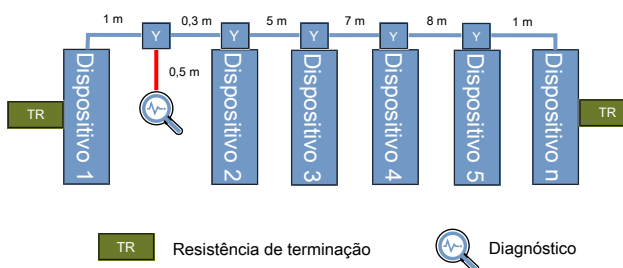 1 m 0,3 m 5 m 7 m 8 m 1 m
Y Y Y Y Y
0,5 m
TR Dispositivo 1 Dispositivo 2 Dispositivo 3 Dispositivo 4 Dispositivo 5 Dispositivo n TR
TR Resistência de terminação Diagnóstico